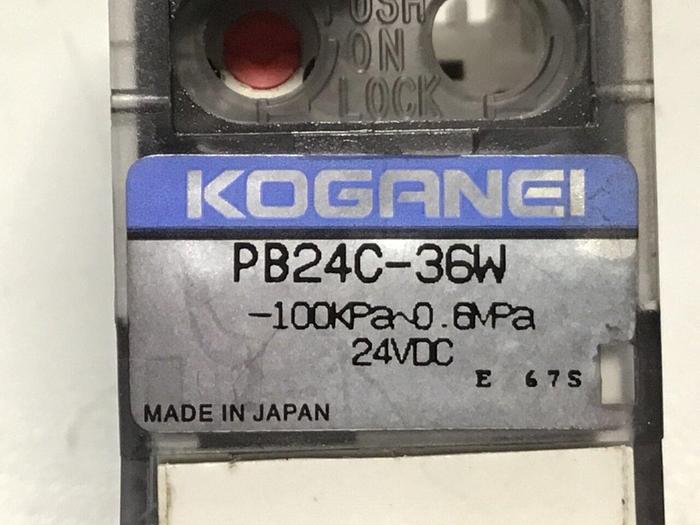 PUSH
ON
LOCK
KOGANEI
PB24C-36W
-100KPa~0.6MPa
24VDC
E 67S
MADE IN JAPAN